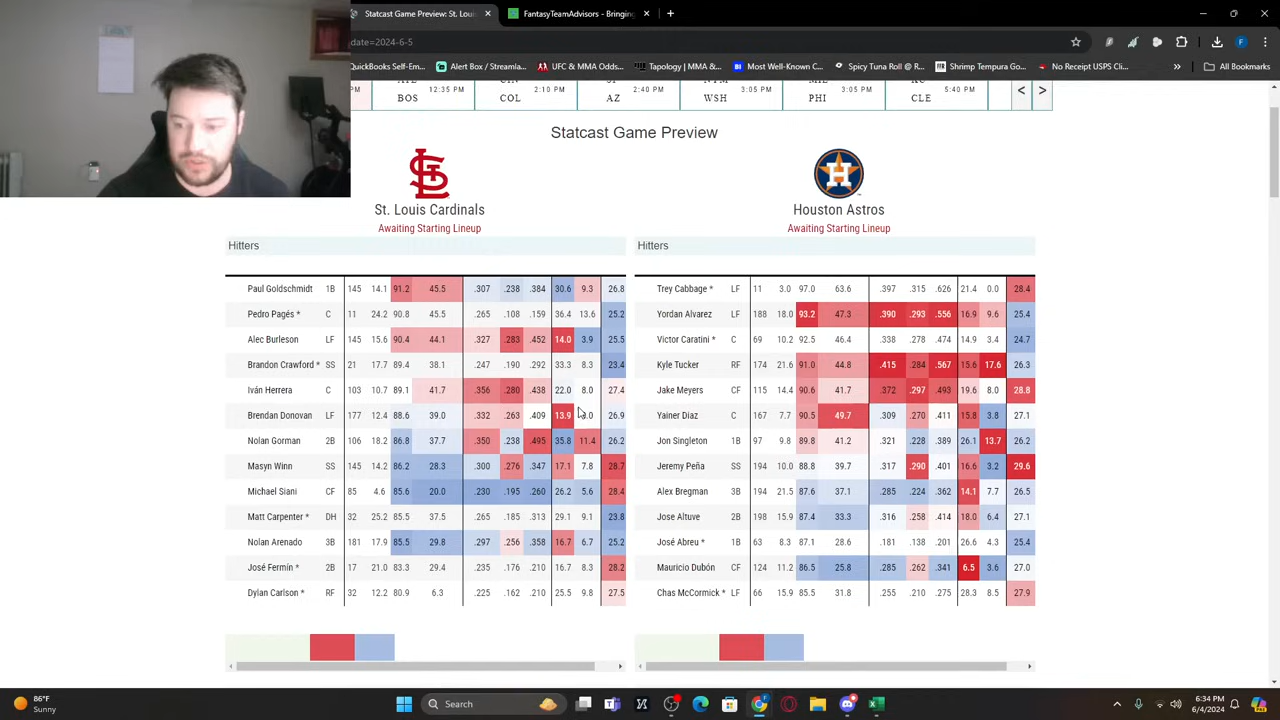 Statcast Game Preview: St. Loui
FantasyTeamAdvisors - Bringin
date=2024-6-5
QuickBooks Self-Em...
Alert Box / Streamla...
UFC & MMA Odds...
Tapology | MMA &...
Most Well-Known C...
Spicy Tuna Roll @ R...
Shrimp Tempura Go...
No Receipt USPS Cli...
All Bookmarks
BOS 12:35 PM
COL 2:10 PM
AZ 2:40 PM
WSH 3:05 PM
PHI 3:05 PM
CLE 5:40 PM
< >
Statcast Game Preview
St. Louis Cardinals
Awaiting Starting Lineup
Hitters
Paul Goldschmidt 1B 145 14.1 91.2 45.5 .307 .238 .384 30.6 9.3 26.8
Pedro Pagés * C 11 24.2 90.8 45.5 .265 .108 .159 36.4 13.6 25.2
Alec Burleson LF 145 15.6 90.4 44.1 .327 .283 .452 14.0 3.9 25.5
Brandon Crawford * SS 21 17.7 89.4 38.1 .247 .190 .292 33.3 8.3 23.4
Iván Herrera C 103 10.7 89.1 41.7 .356 .280 .438 22.0 8.0 27.4
Brendan Donovan LF 177 12.4 88.6 39.0 .332 .263 .409 13.9 26.9
Nolan Gorman 2B 106 18.2 86.8 37.7 .350 .238 .495 35.8 11.4 26.2
Masyn Winn SS 145 14.2 86.2 28.3 .300 .276 .347 17.1 7.8 28.7
Michael Siani CF 85 4.6 85.6 20.0 .230 .195 .260 26.2 5.6 28.4
Matt Carpenter * DH 32 25.2 85.5 37.5 .265 .185 .313 29.1 9.1 23.8
Nolan Arenado 3B 181 17.9 85.5 29.8 .297 .256 .358 16.7 6.7 25.2
José Fermín * 2B 17 21.0 83.3 29.4 .235 .176 .210 16.7 8.3 28.2
Dylan Carlson * RF 32 12.2 80.9 6.3 .225 .162 .210 25.5 9.8 27.5
Houston Astros
Awaiting Starting Lineup
Hitters
Trey Cabbage * LF 11 3.0 97.0 63.6 .397 .315 .626 21.4 0.0 28.4
Yordan Alvarez LF 188 18.0 93.2 47.3 .390 .293 .556 16.9 9.6 25.4
Victor Caratini * C 69 10.2 92.5 46.4 .338 .278 .474 14.9 3.4 24.7
Kyle Tucker RF 174 21.6 91.0 44.8 .415 .284 .567 15.6 17.6 26.3
Jake Meyers CF 115 14.4 90.6 41.7 .372 .297 .493 19.6 8.0 28.8
Yainer Diaz C 167 7.7 90.5 49.7 .309 .270 .411 15.8 3.8 27.1
Jon Singleton 1B 97 9.8 89.8 41.2 .321 .228 .389 26.1 13.7 26.2
Jeremy Peña SS 194 10.0 88.8 39.7 .317 .290 .401 16.6 3.2 29.6
Alex Bregman 3B 194 21.5 87.6 37.1 .285 .224 .362 14.1 7.7 26.5
Jose Altuve 2B 198 15.9 87.4 33.3 .316 .258 .414 18.0 6.4 27.1
José Abreu * 1B 63 8.3 87.1 28.6 .181 .138 .201 26.6 4.3 25.4
Mauricio Dubón CF 124 11.2 86.5 25.8 .285 .262 .341 6.5 3.6 27.0
Chas McCormick * LF 66 15.9 85.5 31.8 .255 .210 .275 28.3 8.5 27.9
86°F
Sunny
Search
6:34 PM
6/4/2024